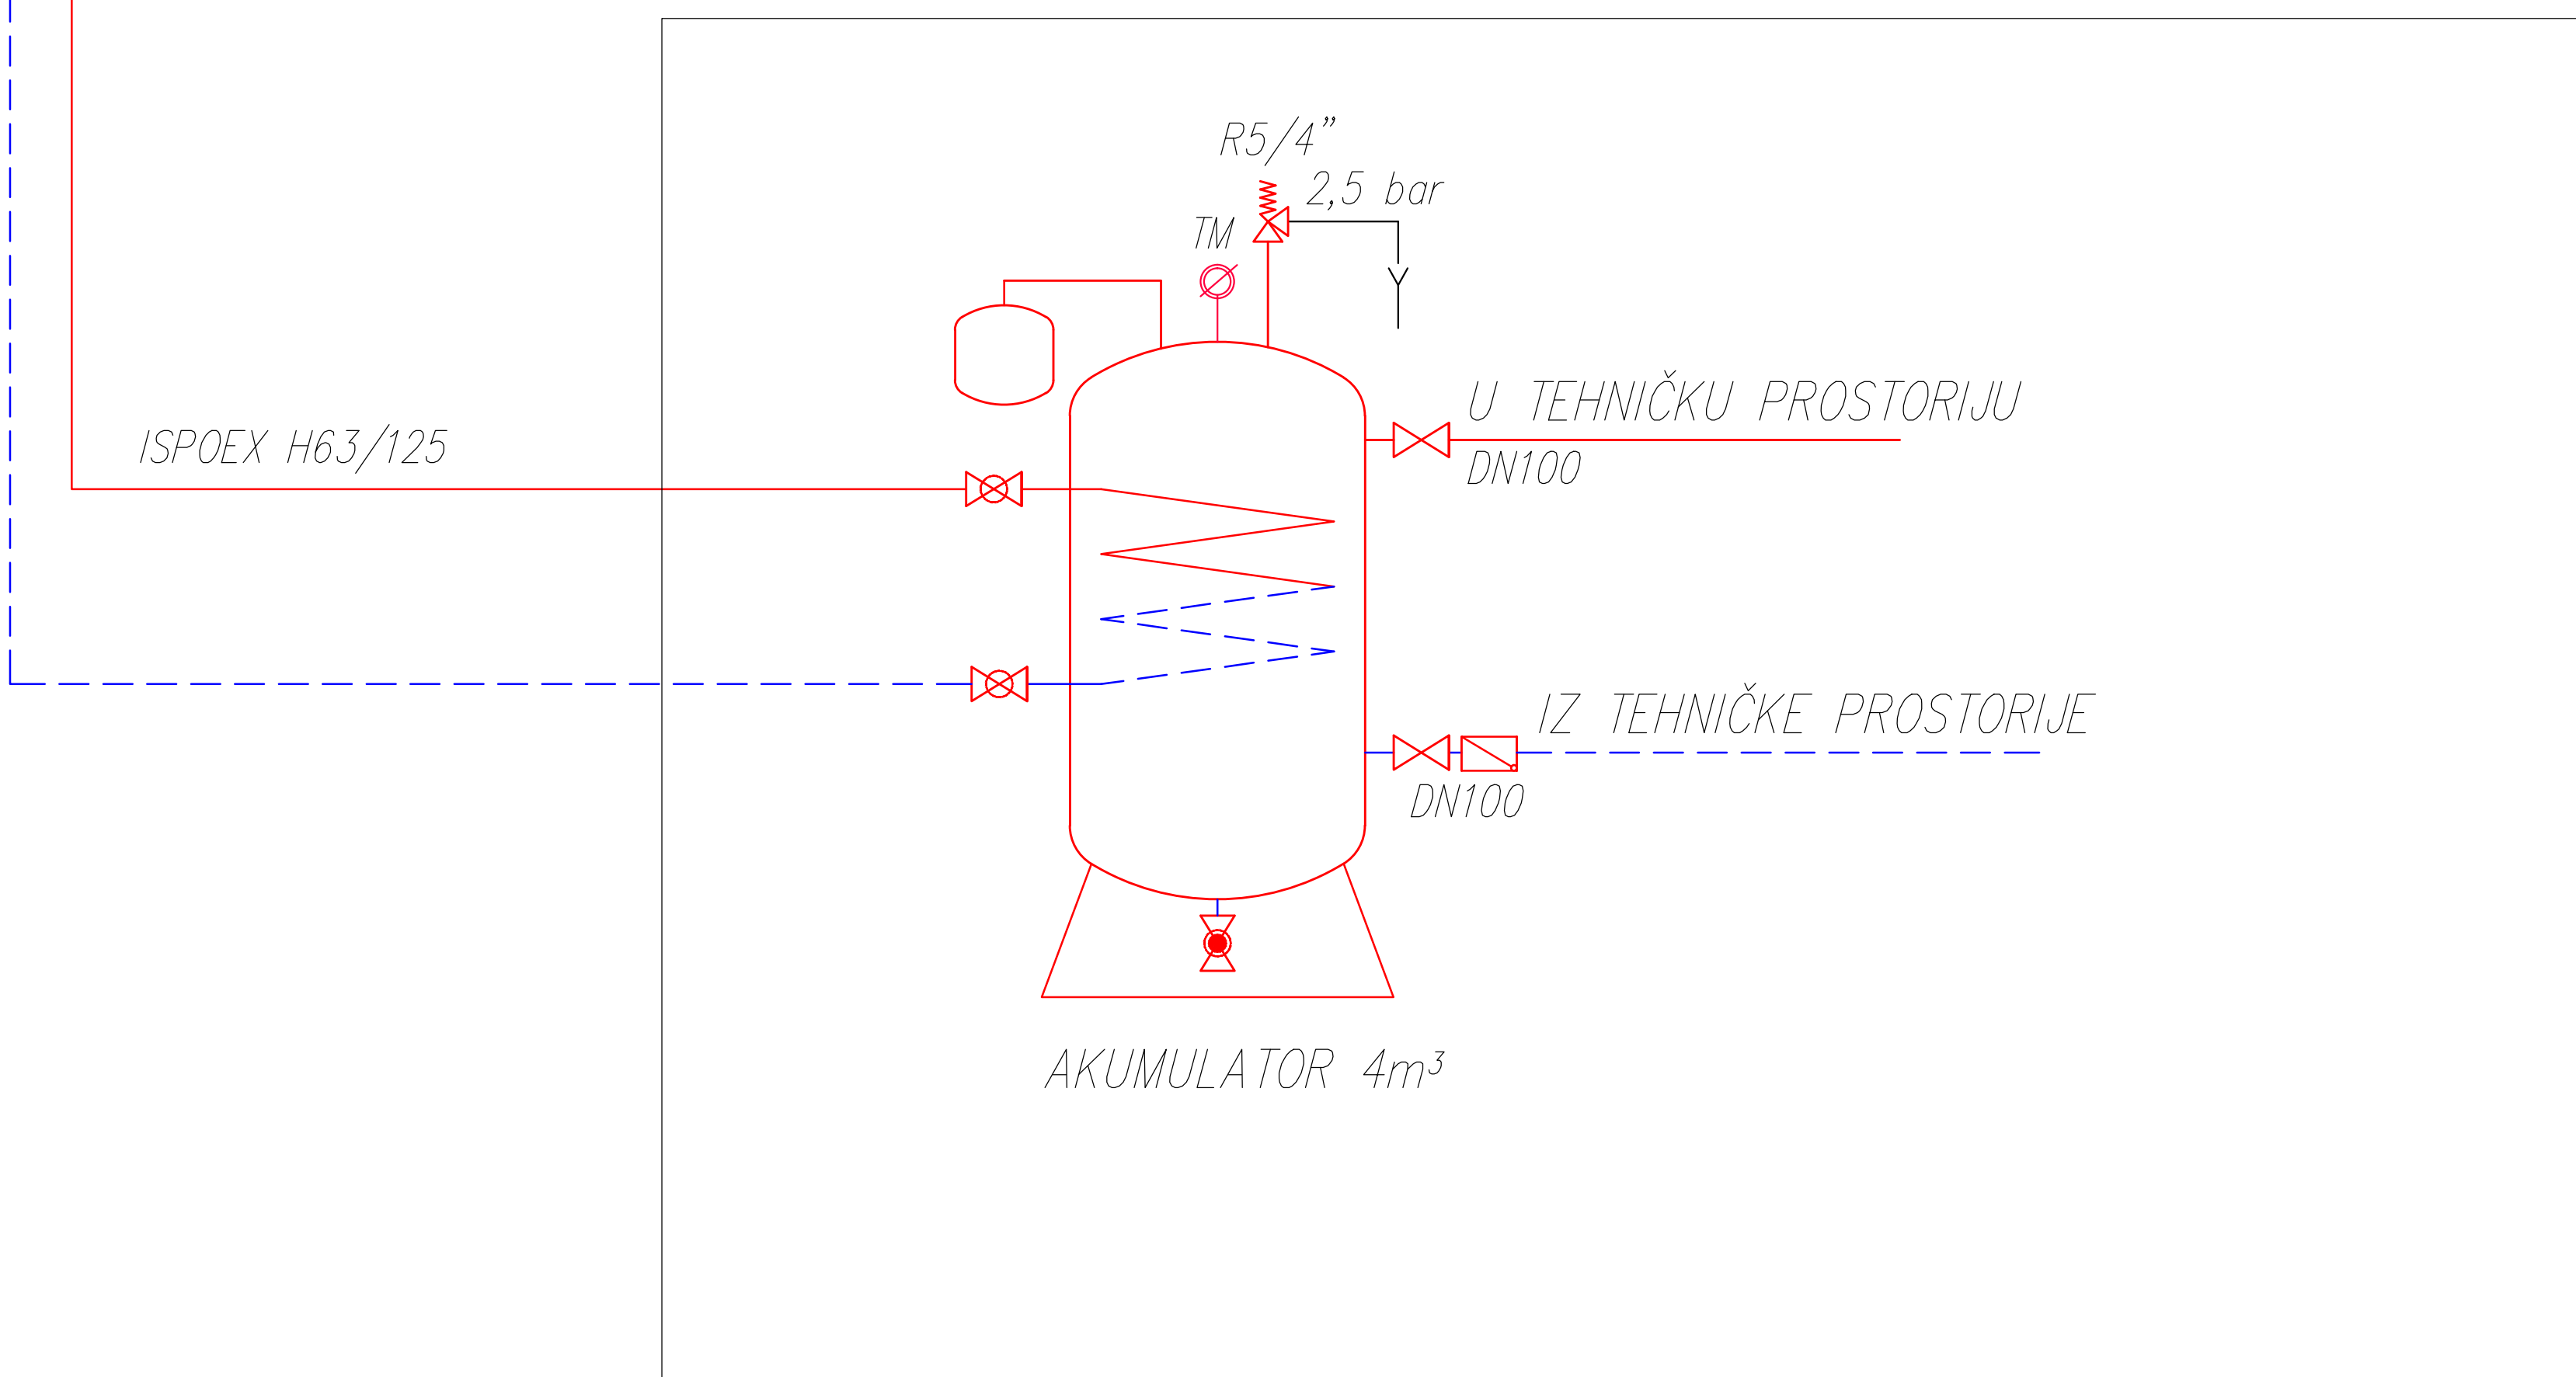 R5/4”
2,5 bar
TM
U TEHNIČKU PROSTORIJU
ISPOEX H63/125
DN100
IZ TEHNIČKE PROSTORIJE
DN100
AKUMULATOR 4m³